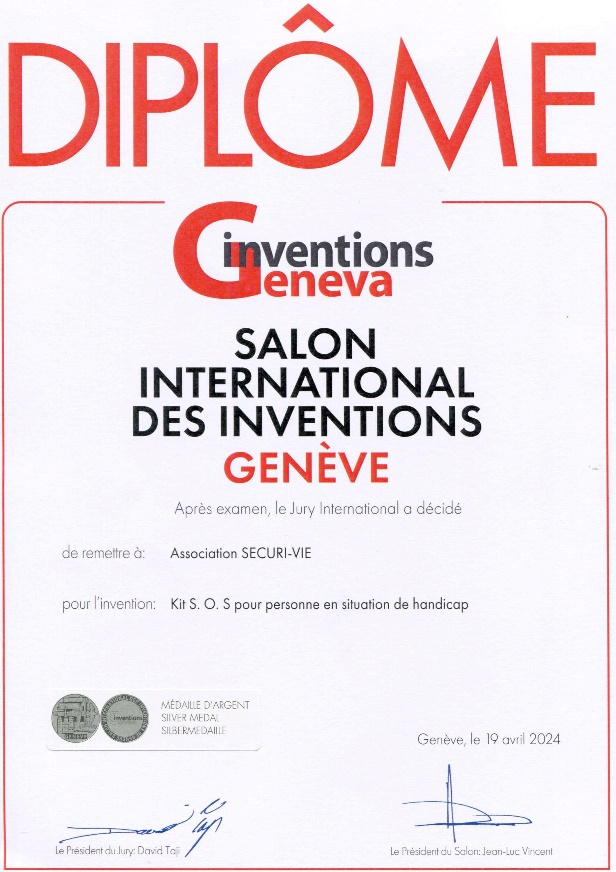 DIPLÔME
inventions
Geneva
SALON
INTERNATIONAL
DES INVENTIONS
GENÈVE
Après examen, le Jury International a décidé
de remettre à: Association SECURI-VIE
pour l'invention: Kit S. O. S pour personne en situation de handicap
GENÈVE
inventions
MÉDAILLE D'ARGENT
SILVER MEDAL
SILBERMEDAILLE
Genève, le 19 avril 2024
Le Président du Jury: David Taji
Le Président du Salon: Jean-Luc Vincent